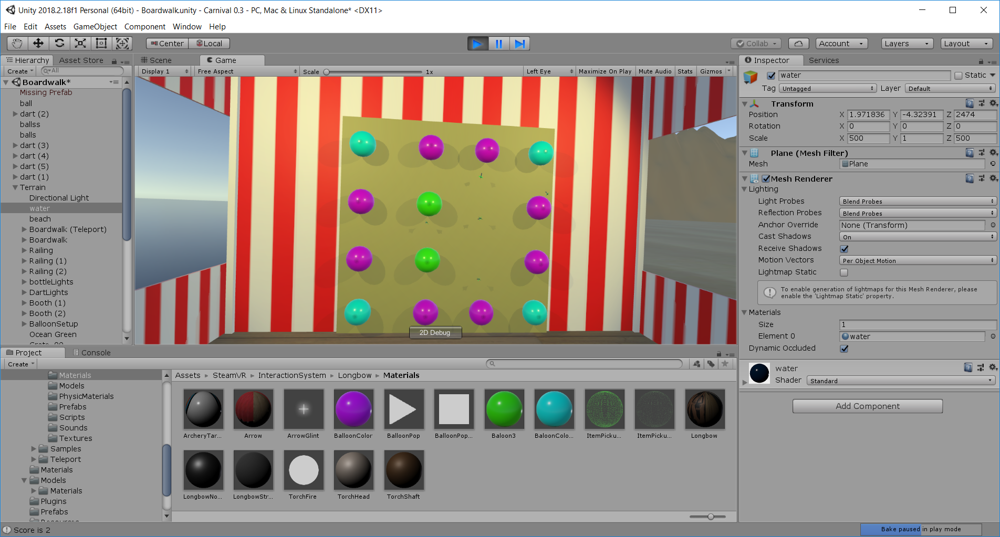 Unity 2018.2.18f1 Personal (64bit) - Boardwalk.unity - Carnival 0.3 - PC, Mac & Linux Standalone* <DX11>
File Edit Assets GameObject Component Window Help
Center Local Collab Account Layers Layout
Hierarchy Asset Store
Create All
Boardwalk*
Missing Prefab
ball
dart (2)
ballss
balls
dart (3)
dart (4)
dart (5)
dart (1)
Terrain
Directional Light
water
beach
Boardwalk (Teleport)
Boardwalk
Railing
Railing (1)
Railing (2)
bottleLights
DartLights
Booth (1)
Booth (2)
BalloonSetup
Ocean Green
Scene Game
Display 1 Free Aspect Scale 1x Left Eye Maximize On Play Mute Audio Stats Gizmos
2D Debug
Inspector Services
water Static
Tag Untagged Layer Default
Transform
Position X 1.971836 Y -4.32391 Z 2474
Rotation X 0 Y 0 Z 0
Scale X 500 Y 1 Z 500
Plane (Mesh Filter)
Mesh Plane
Mesh Renderer
Lighting
Light Probes Blend Probes
Reflection Probes Blend Probes
Anchor Override None (Transform)
Cast Shadows On
Receive Shadows
Motion Vectors Per Object Motion
Lightmap Static
To enable generation of lightmaps for this Mesh Renderer, please
enable the 'Lightmap Static' property.
Materials
Size 1
Element 0 water
Dynamic Occluded
water
Shader Standard
Add Component
Project Console
Create
Materials
Models
PhysicMaterials
Prefabs
Scripts
Sounds
Textures
Samples
Teleport
Materials
Models
Materials
Plugins
Prefabs
Assets SteamVR InteractionSystem Longbow Materials
ArcheryTar... Arrow ArrowGlint BalloonColor BalloonPop BalloonPop... Baloon3 BaloonColo... ItemPicku... ItemPicku... Longbow
LongbowNo... LongbowStr... TorchFire TorchHead TorchShaft
Score is 2
Bake paused in play mode